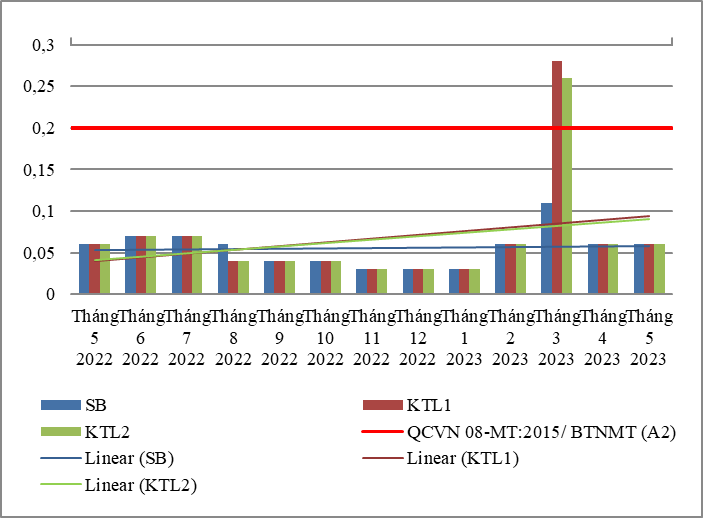 0,3
0,25
0,2
0,15
0,1
0,05
0
Tháng 5 2022
Tháng 6 2022
Tháng 7 2022
Tháng 8 2022
Tháng 9 2022
Tháng 10 2022
Tháng 11 2022
Tháng 12 2022
Tháng 1 2023
Tháng 2 2023
Tháng 3 2023
Tháng 4 2023
Tháng 5 2023
SB
KTL1
KTL2
QCVN 08-MT:2015/ BTNMT (A2)
Linear (SB)
Linear (KTL1)
Linear (KTL2)